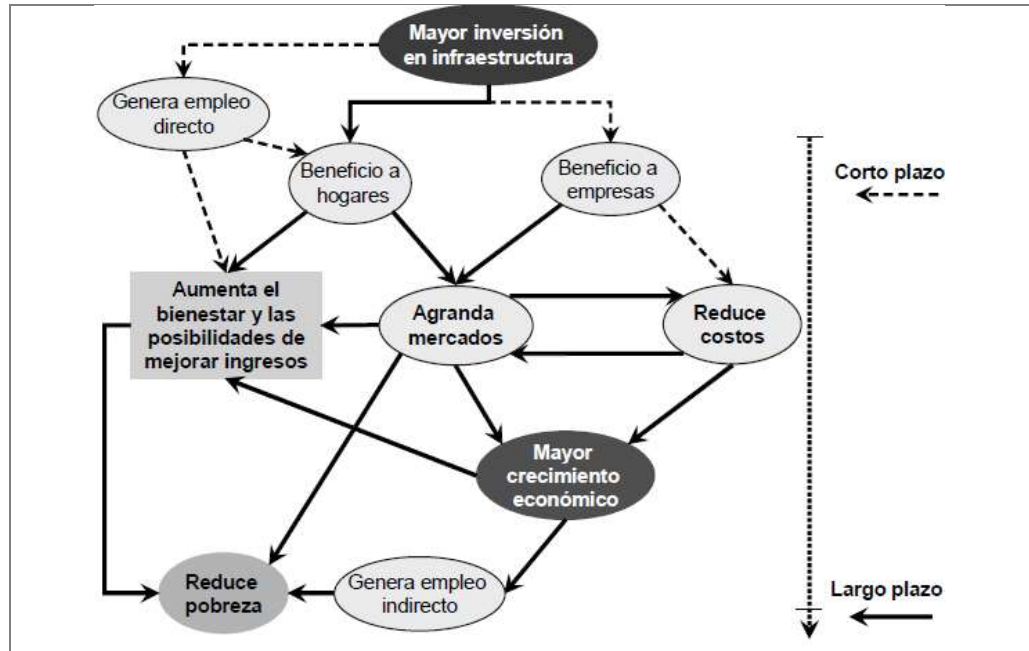 Mayor inversión
en infraestructura
Genera empleo
directo
Beneficio a
hogares
Beneficio a
empresas
Corto plazo
Aumenta el
bienestar y las
posibilidades de
mejorar ingresos
Agranda
mercados
Reduce
costos
Mayor
crecimiento
económico
Reduce
pobreza
Genera empleo
indirecto
Largo plazo